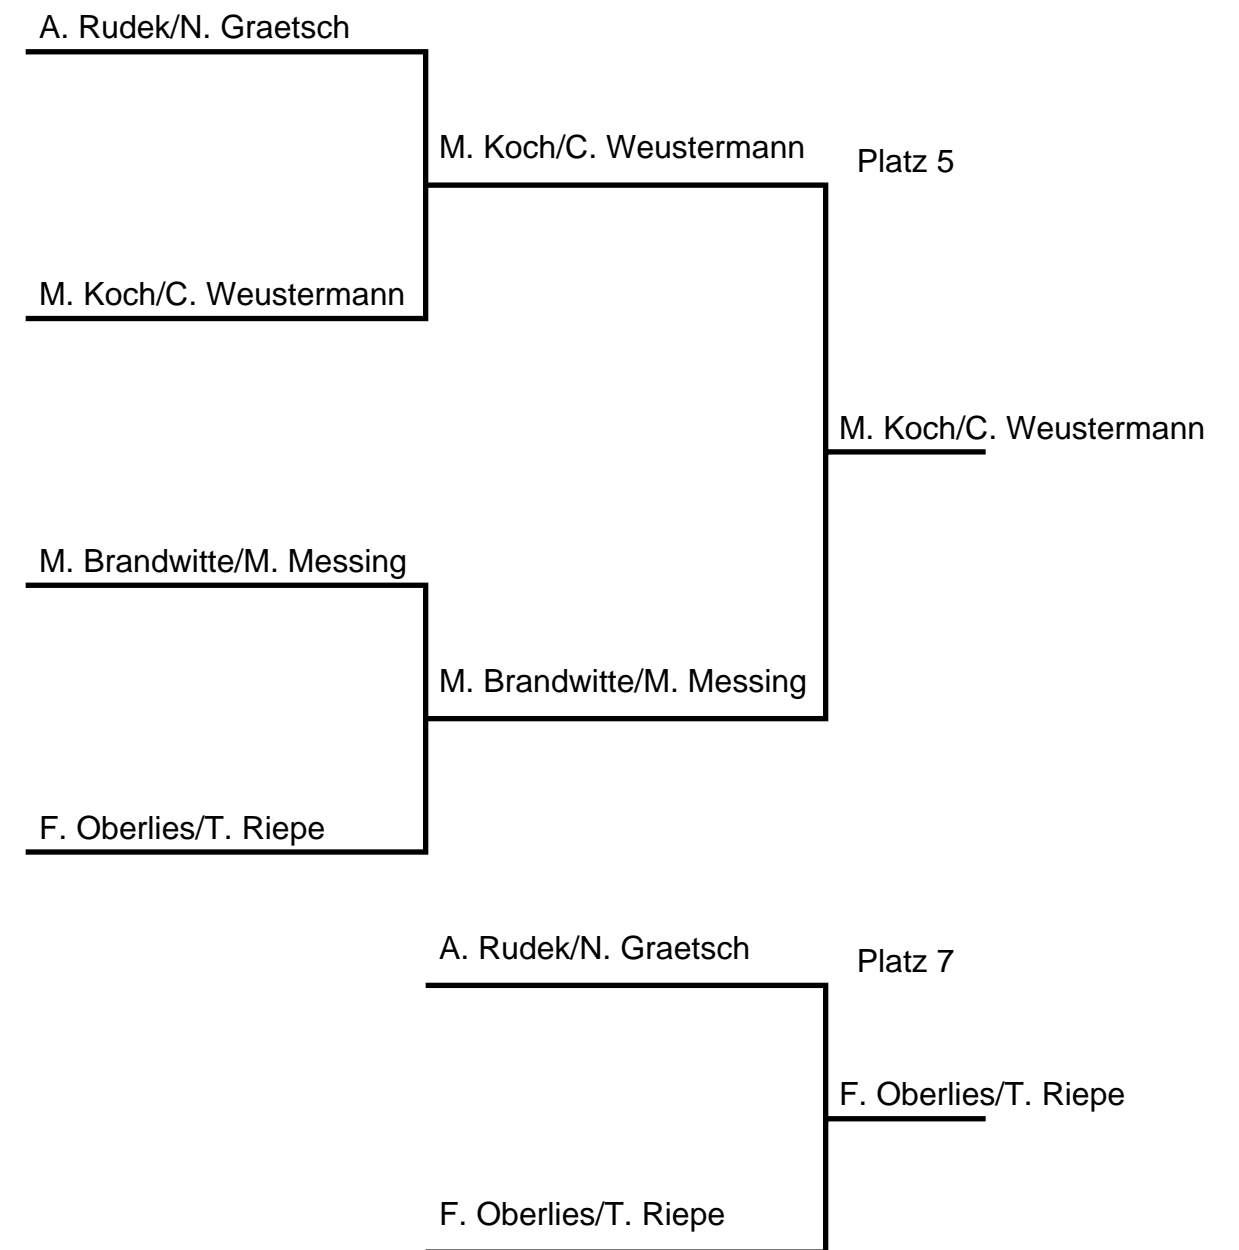 A. Rudek/N. Graetsch
M. Koch/C. Weustermann
Platz 5
M. Koch/C. Weustermann
M. Koch/C. Weustermann
M. Brandwitte/M. Messing
M. Brandwitte/M. Messing
F. Oberlies/T. Riepe
A. Rudek/N. Graetsch
Platz 7
F. Oberlies/T. Riepe
F. Oberlies/T. Riepe